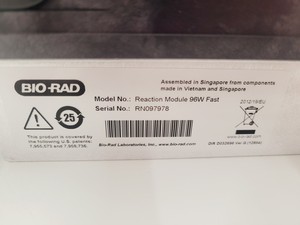 BIO-RAD
Assembled in Singapore from components
made in Vietnam and Singapore
Model No.: Reaction Module 96W Fast
Serial No.: RN097978
25
2012/19/EU
This product is covered by
the following U.S. patents:
Bio-Rad Laboratories, Inc., www.bio-rad.com